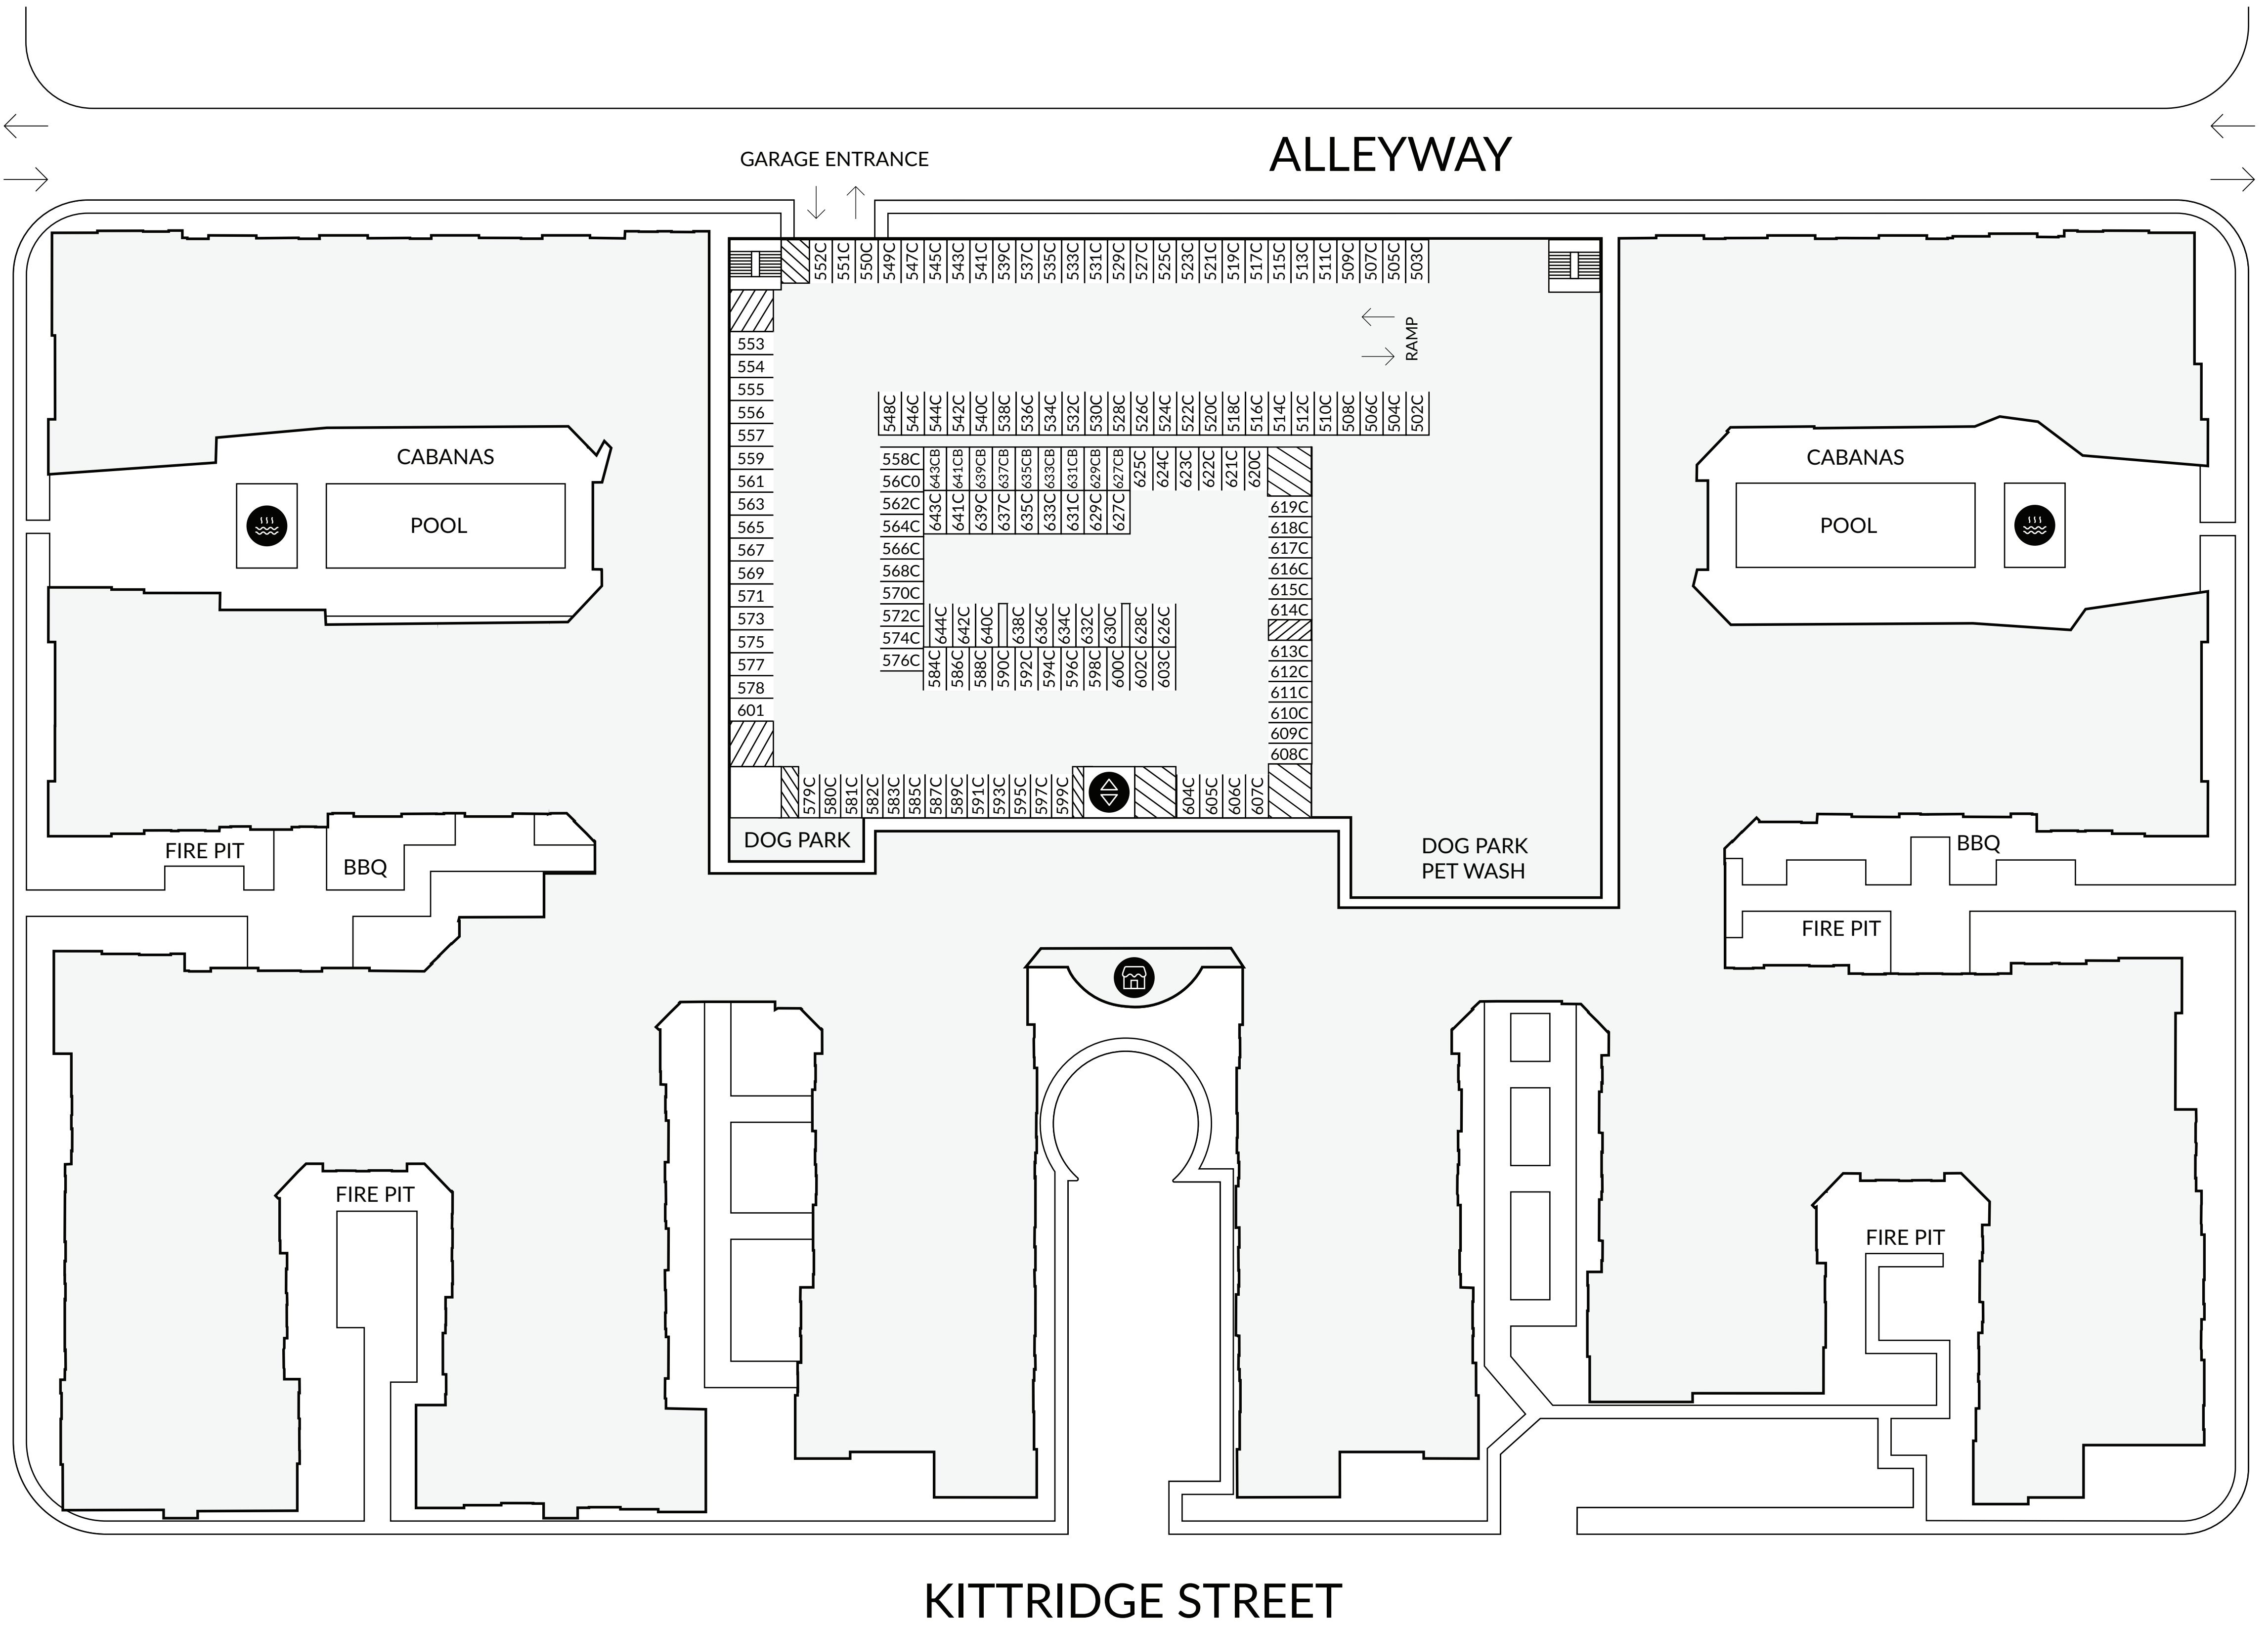 ALLEYWAY
GARAGE ENTRANCE
552C 551C 550C 549C 547C 545C 543C 541C 539C 537C 535C 533C 531C 529C 527C 525C 523C 521C 519C 517C 515C 513C 511C 509C 507C 505C 503C
RAMP
553
554
555
556
557
559
561
563
565
567
569
571
573
575
577
578
601
548C 546C 544C 542C 540C 538C 536C 534C 532C 530C 528C 526C 524C 522C 520C 518C 516C 514C 512C 510C 508C 506C 504C 502C
558C
56C0
562C
564C
566C
568C
570C
572C
574C
576C
643CB 641CB 639CB 637CB 635CB 633CB 631CB 629CB 627CB 625C 624C 623C 622C 621C 620C
643C 641C 639C 637C 635C 633C 631C 629C 627C
619C
618C
617C
616C
615C
614C
613C
612C
611C
610C
609C
608C
644C 642C 640C 638C 636C 634C 632C 630C 628C 626C
584C 586C 588C 590C 592C 594C 596C 598C 600C 602C 603C
579C 580C 581C 582C 583C 585C 587C 589C 591C 593C 595C 597C 599C 604C 605C 606C 607C
CABANAS
POOL
CABANAS
POOL
DOG PARK
DOG PARK
PET WASH
FIRE PIT
BBQ
BBQ
FIRE PIT
FIRE PIT
FIRE PIT
KITTRIDGE STREET